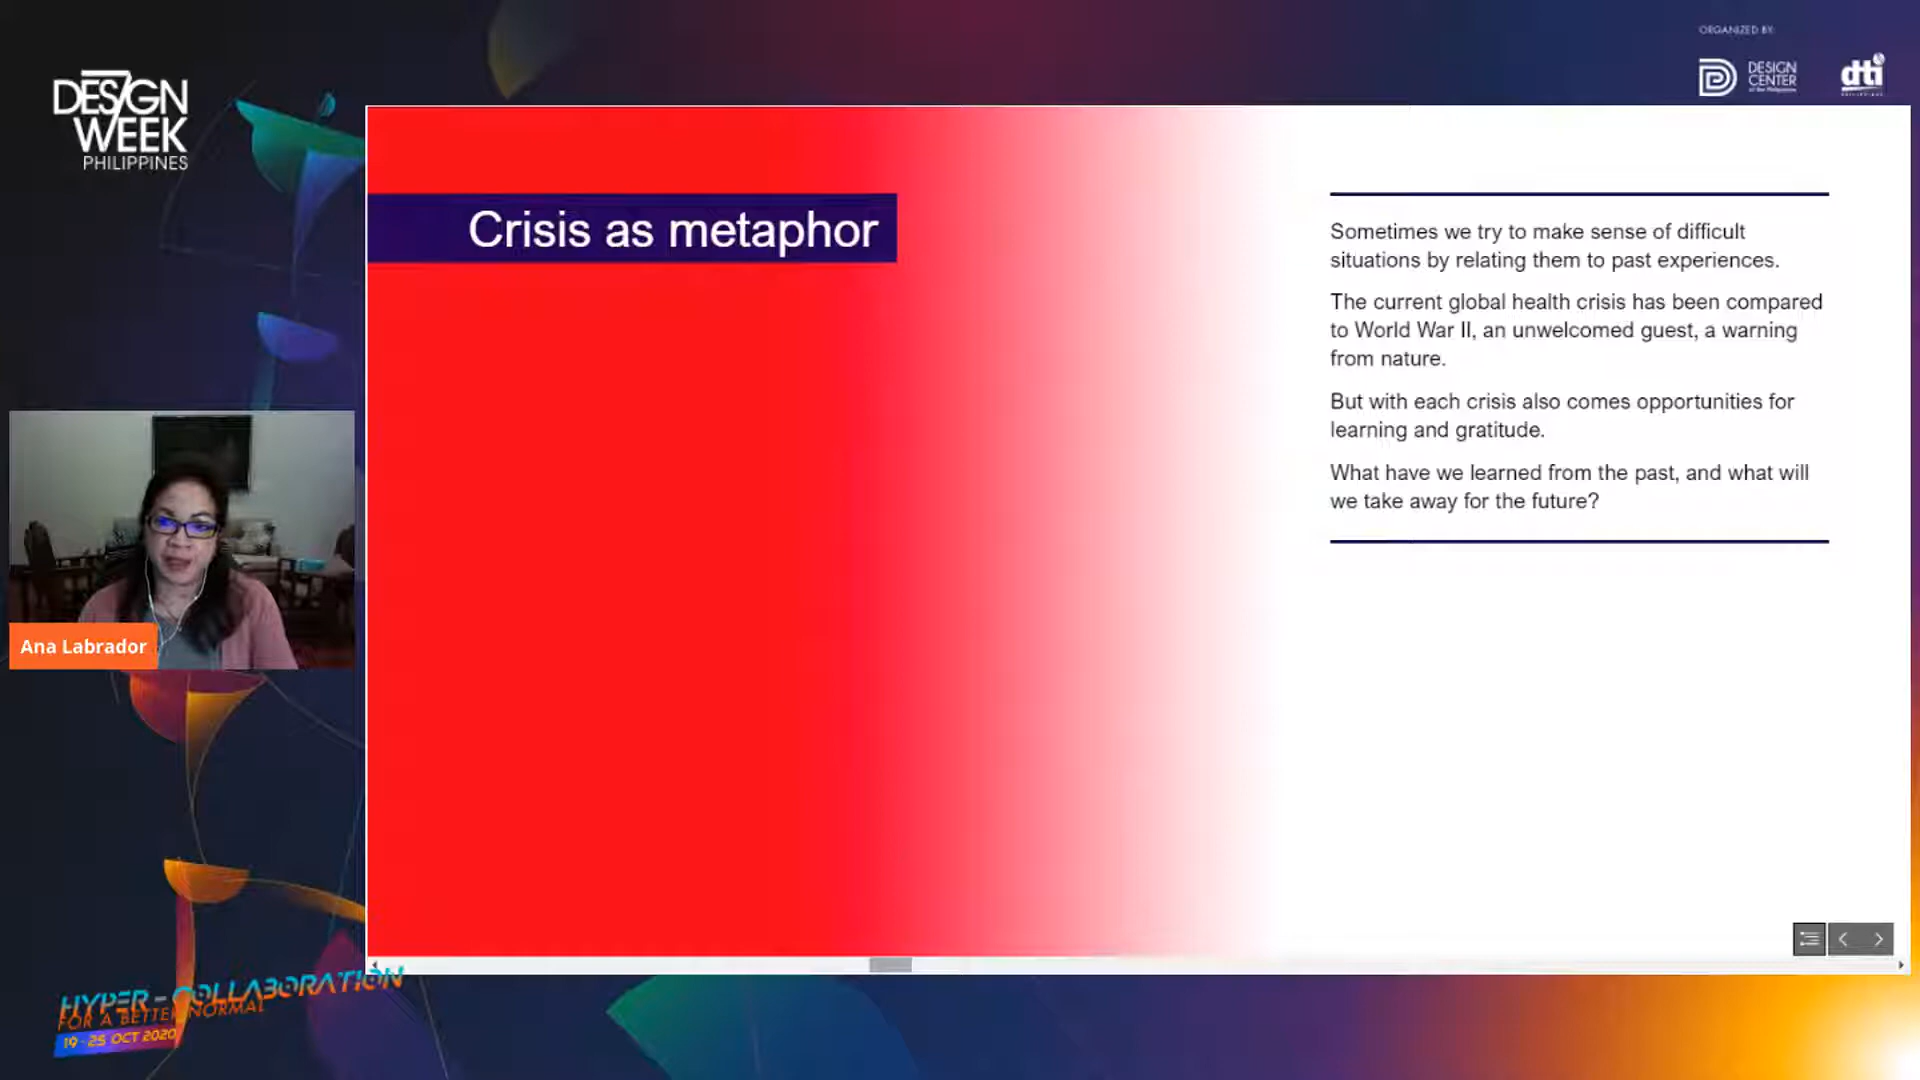 DESIGN
WEEK
PHILIPPINES
ORGANIZED BY:
DESIGN
CENTER
of the Philippines
dti
PHILIPPINES
Crisis as metaphor
Sometimes we try to make sense of difficult
situations by relating them to past experiences.
The current global health crisis has been compared
to World War II, an unwelcomed guest, a warning
from nature.
But with each crisis also comes opportunities for
learning and gratitude.
What have we learned from the past, and what will
we take away for the future?
Ana Labrador
HYPER-COLLABORATION
FOR A BETTER NORMAL
19-25 OCT 2020